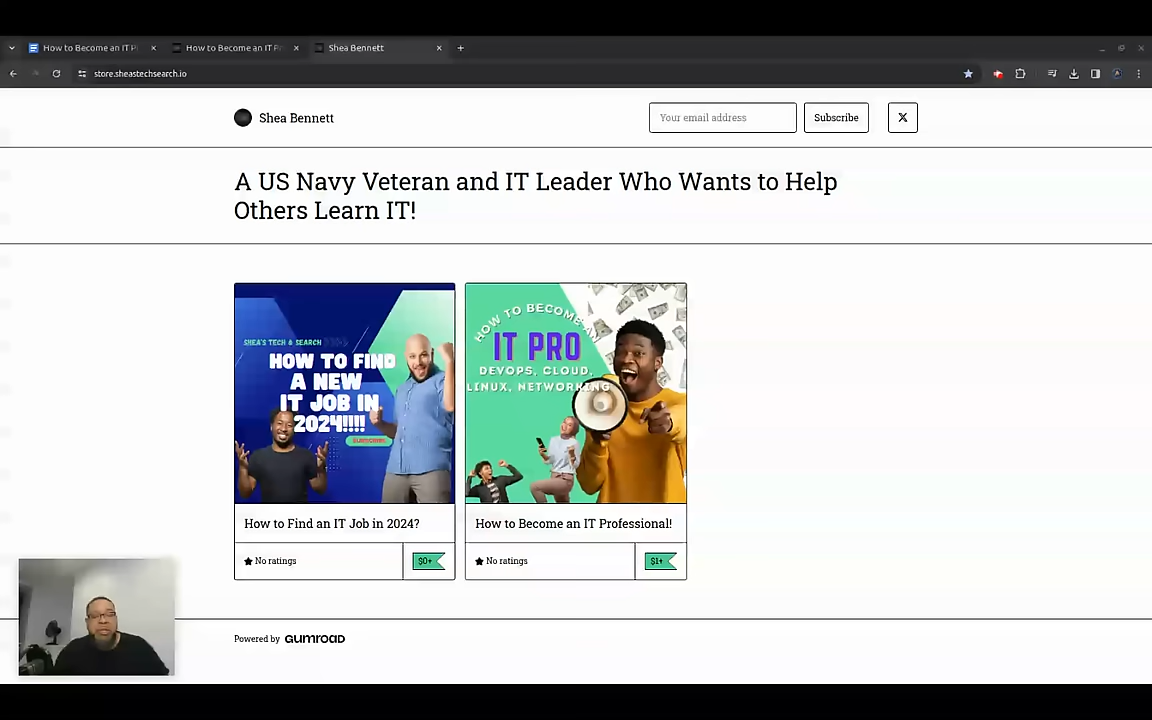 How to Become an IT P
How to Become an IT P
Shea Bennett
store.sheastechsearch.io
Shea Bennett
Your email address
Subscribe
A US Navy Veteran and IT Leader Who Wants to Help
Others Learn IT!
SHEA'S TECH & SEARCH
HOW TO FIND
A NEW
IT JOB IN
2024!!!!
SUBSCRIBE
HOW TO BECOME AN
IT PRO
DEVOPS, CLOUD,
LINUX, NETWORKING
How to Find an IT Job in 2024?
How to Become an IT Professional!
No ratings
$0+
No ratings
$1+
Powered by GUMROAD